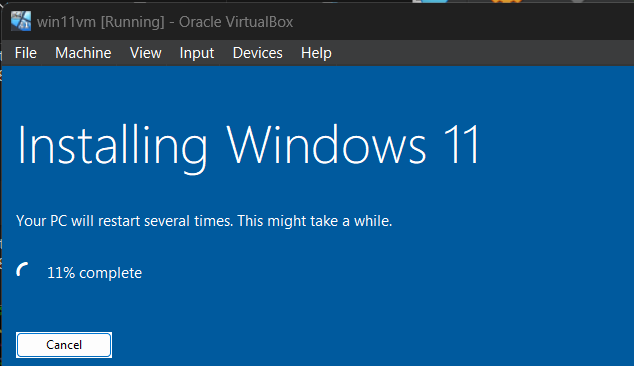 win11vm [Running] - Oracle VirtualBox
File Machine View Input Devices Help
Installing Windows 11
Your PC will restart several times. This might take a while.
11% complete
Cancel